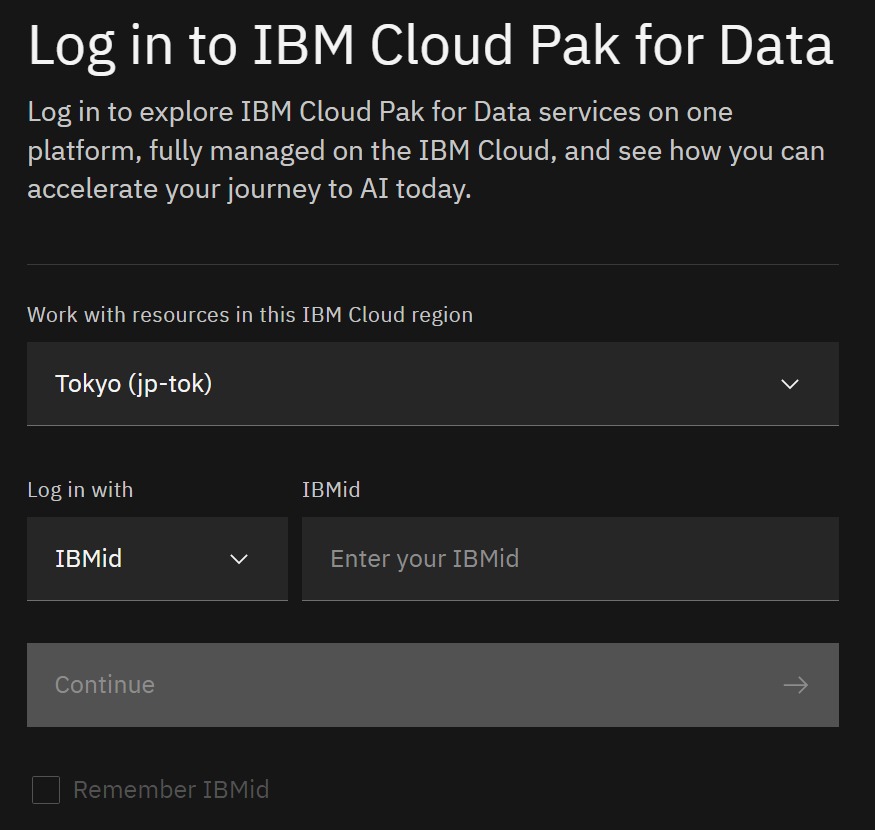 Log in to IBM Cloud Pak for Data
Log in to explore IBM Cloud Pak for Data services on one
platform, fully managed on the IBM Cloud, and see how you can
accelerate your journey to AI today.
Work with resources in this IBM Cloud region
Tokyo (jp-tok)
Log in with
IBMid
IBMid
Enter your IBMid
Continue
Remember IBMid